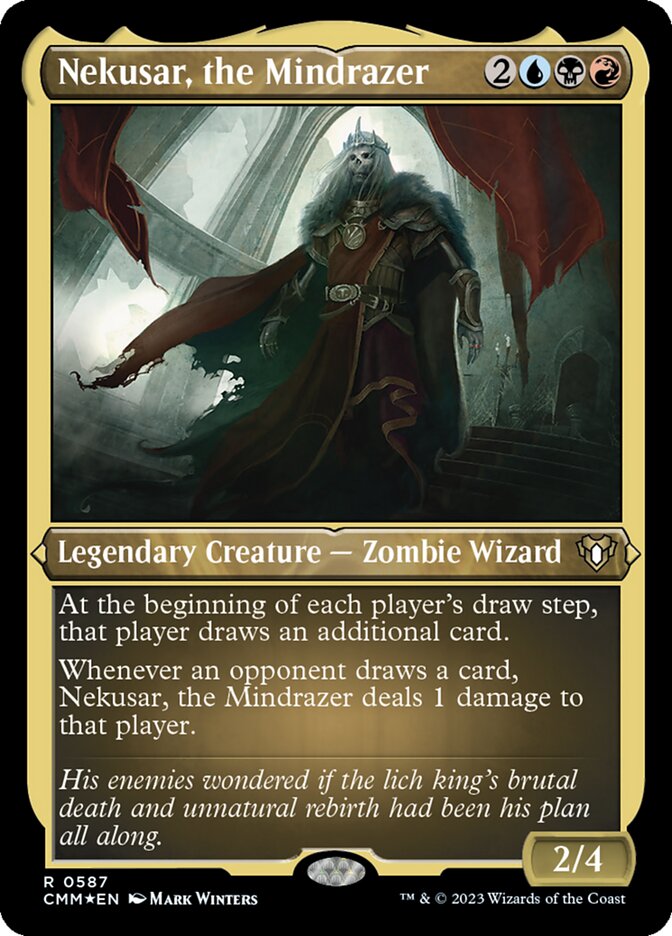 Nekusar, the Mindrazer 2
Legendary Creature — Zombie Wizard
At the beginning of each player's draw step,
that player draws an additional card.
Whenever an opponent draws a card,
Nekusar, the Mindrazer deals 1 damage to
that player.
His enemies wondered if the lich king's brutal
death and unnatural rebirth had been his plan
all along.
2/4
R 0587
CMM★EN Mark Winters
™ & © 2023 Wizards of the Coast